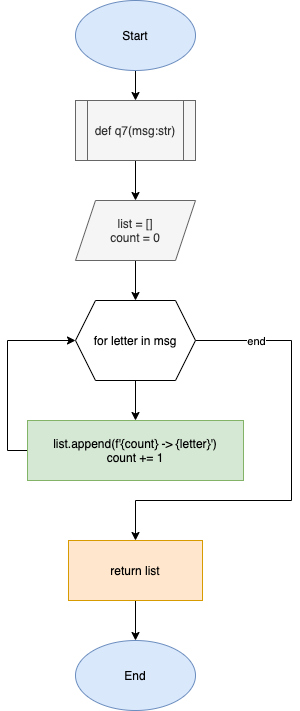 Start
def q7(msg:str)
list = []
count = 0
for letter in msg
end
list.append(f'{count} -> {letter}')
count += 1
return list
End